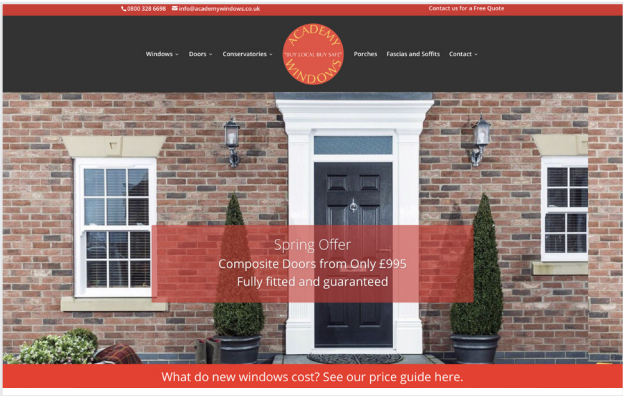 0800 328 6698 info@academywindows.co.uk Contact us for a Free Quote
ACADEMY
Windows Doors Conservatories "BUY LOCAL BUY SAFE" Porches Fascias and Soffits Contact
WINDOWS
Spring Offer
Composite Doors from Only £995
Fully fitted and guaranteed
What do new windows cost? See our price guide here.